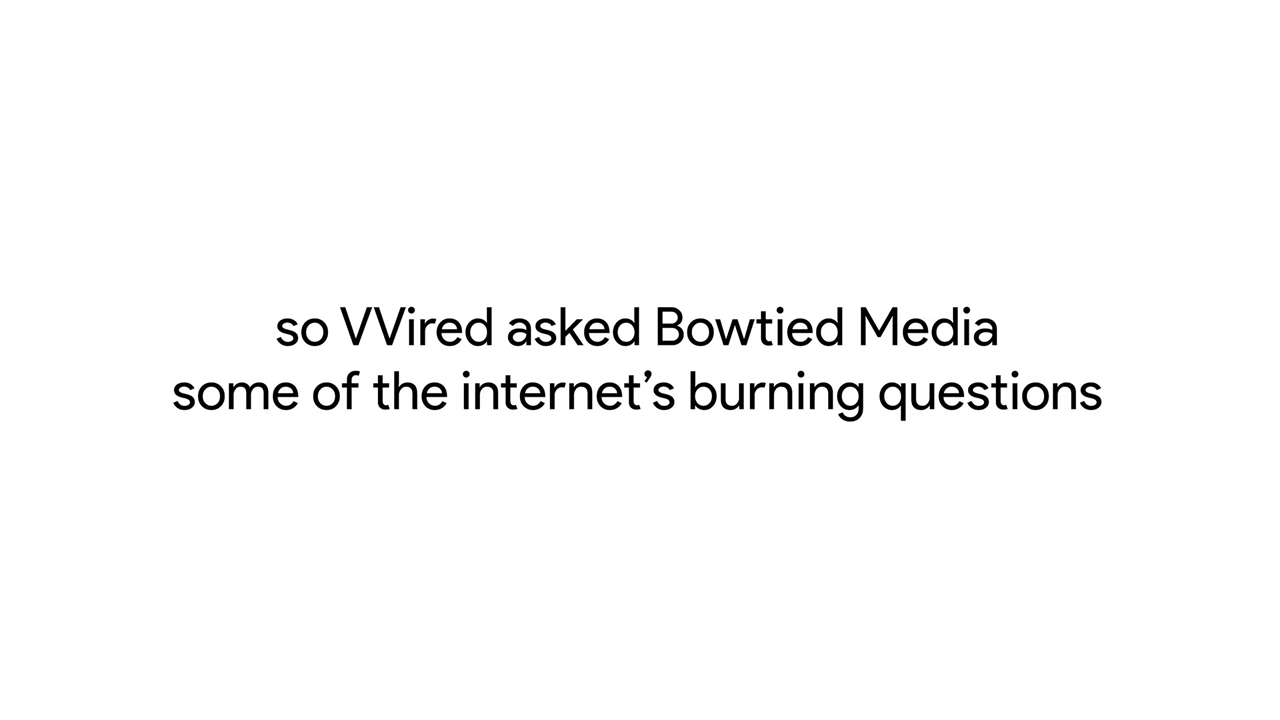 so VVired asked Bowtied Media
some of the internet’s burning questions